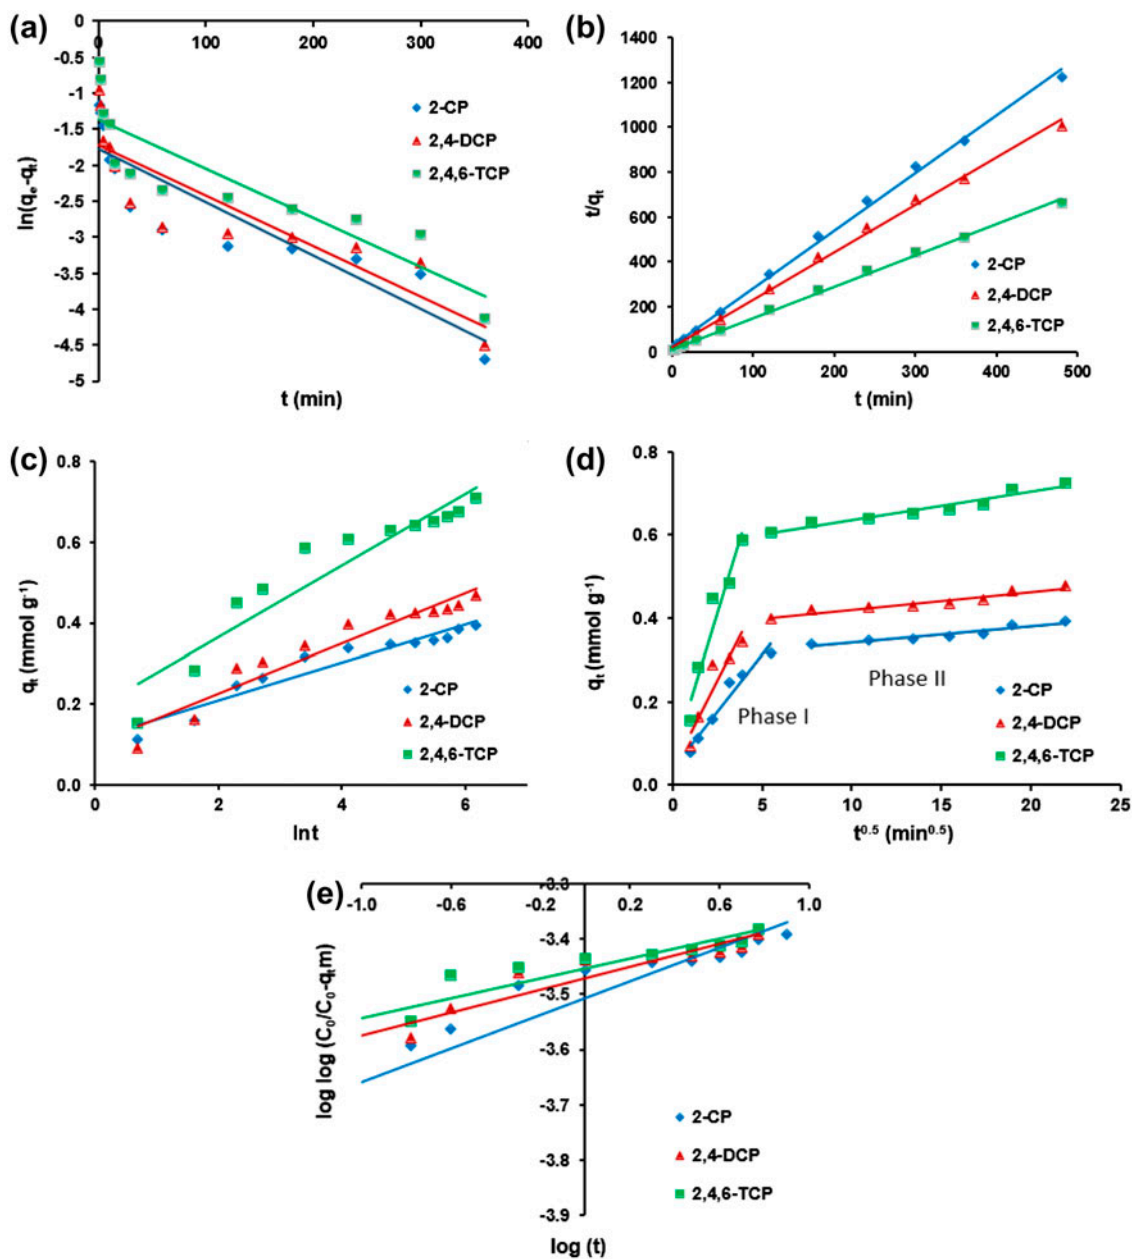 (a)
0 100 200 300 400
0
-0.5
-1
-1.5
-2
-2.5
-3
-3.5
-4
-4.5
-5
ln(qe-qt)
t (min)
2-CP
2,4-DCP
2,4,6-TCP
(b)
1400
1200
1000
800
600
400
200
0
0 100 200 300 400 500
t/qt
t (min)
2-CP
2,4-DCP
2,4,6-TCP
(c)
0.8
0.6
0.4
0.2
0.0
0 2 4 6
qt (mmol g-1)
lnt
2-CP
2,4-DCP
2,4,6-TCP
(d)
0.8
0.6
0.4
0.2
0.0
0 5 10 15 20 25
qt (mmol g-1)
t0.5 (min0.5)
Phase I
Phase II
2-CP
2,4-DCP
2,4,6-TCP
(e)
-1.0 -0.6 -0.2 0.2 0.6 1.0
-3.3
-3.4
-3.5
-3.6
-3.7
-3.8
-3.9
log log (C0/C0-qtm)
log (t)
2-CP
2,4-DCP
2,4,6-TCP